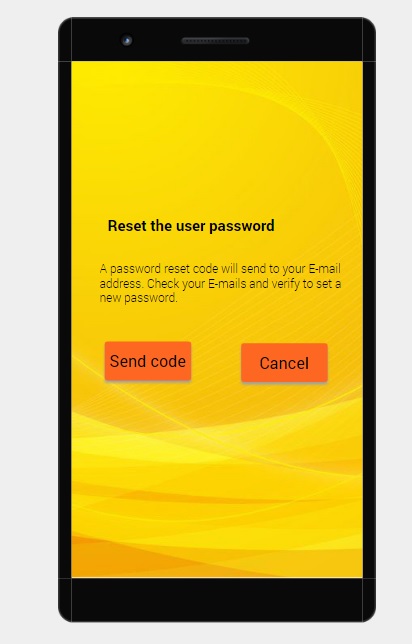 Reset the user password
A password reset code will send to your E-mail
address. Check your E-mails and verify to set a
new password.
Send code
Cancel